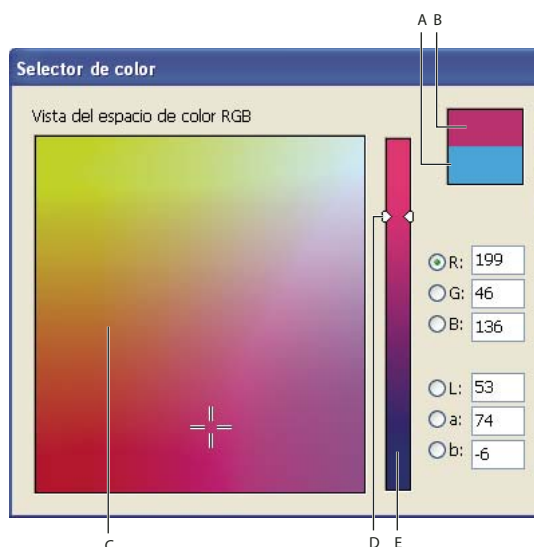 A B
Selector de color
Vista del espacio de color RGB
R: 199
G: 46
B: 136
L: 53
a: 74
b: -6
C D E